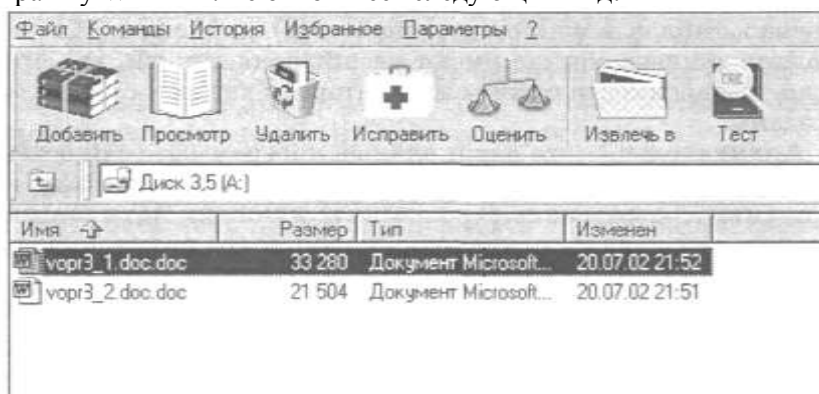 Файл Команды История Избранное Параметры ?
Добавить Просмотр Удалить Исправить Оценить Извлечь в Тест
Диск 3,5 (A:)
Имя Размер Тип Изменен
vopr3_1.doc.doc 33 280 Документ Microsoft... 20.07.02 21:52
vopr3_2.doc.doc 21 504 Документ Microsoft... 20.07.02 21:51